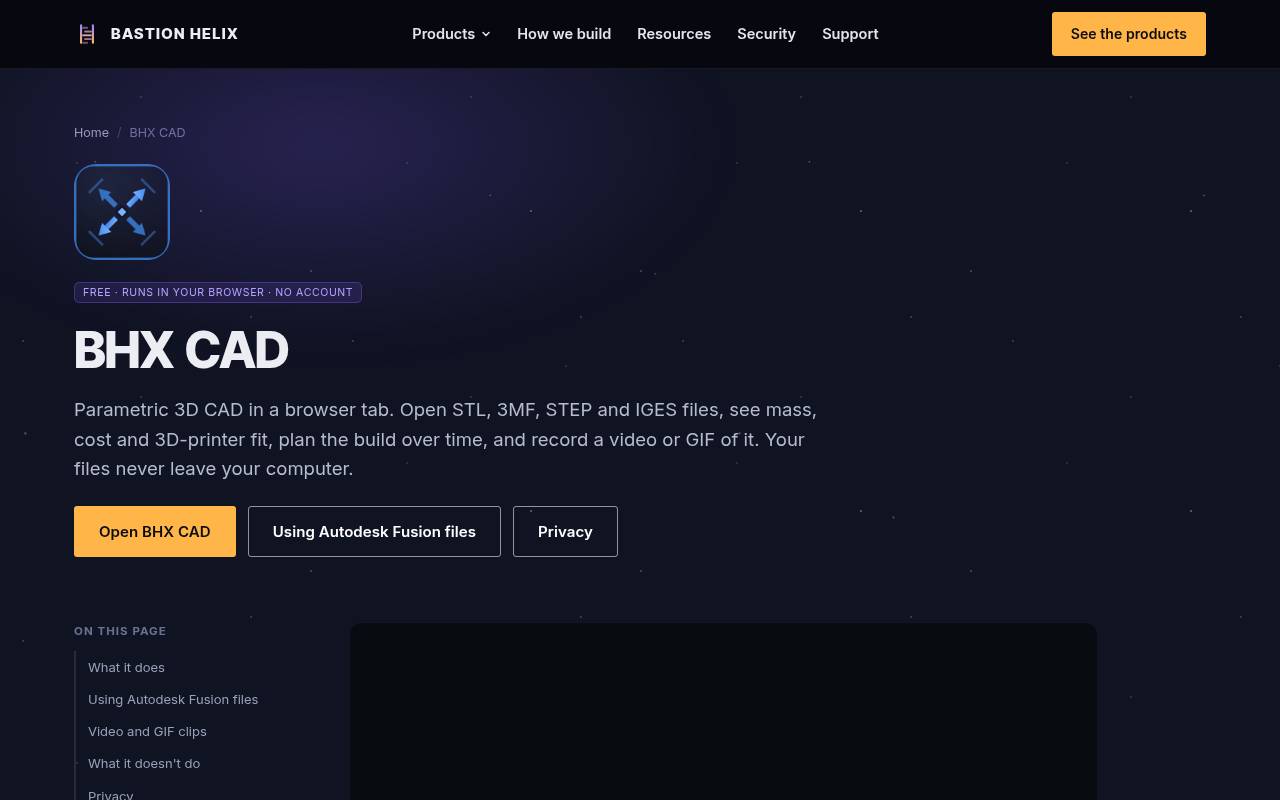 BASTION HELIX
Products
How we build
Resources
Security
Support
See the products
Home / BHX CAD
FREE · RUNS IN YOUR BROWSER · NO ACCOUNT
BHX CAD
Parametric 3D CAD in a browser tab. Open STL, 3MF, STEP and IGES files, see mass,
cost and 3D-printer fit, plan the build over time, and record a video or GIF of it. Your
files never leave your computer.
Open BHX CAD
Using Autodesk Fusion files
Privacy
ON THIS PAGE
What it does
Using Autodesk Fusion files
Video and GIF clips
What it doesn't do
Privacy